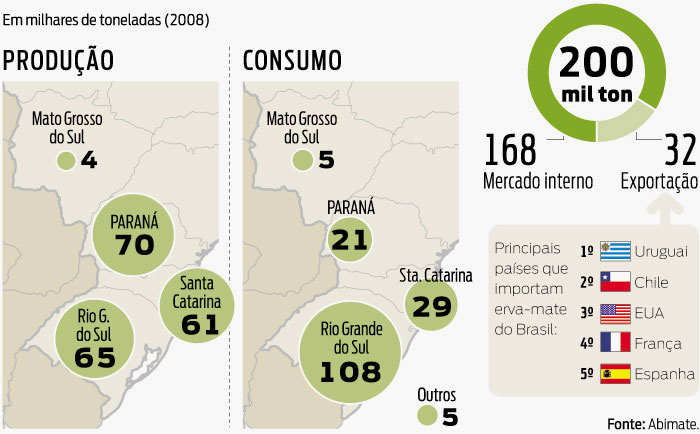 Em milhares de toneladas (2008)
PRODUÇÃO
Mato Grosso
do Sul
4
PARANÁ
70
Santa
Catarina
61
Rio G.
do Sul
65
CONSUMO
Mato Grosso
do Sul
5
PARANÁ
21
Sta. Catarina
29
Rio Grande
do Sul
108
Outros
5
200
mil ton
168
Mercado interno
32
Exportação
Principais
países que
importam
erva-mate
do Brasil:
1º Uruguai
2º Chile
3º EUA
4º França
5º Espanha
Fonte: Abimate.